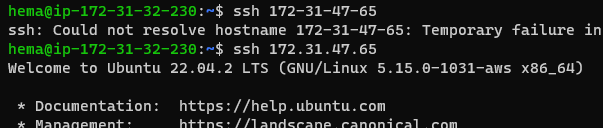 hema@ip-172-31-32-230:~$ ssh 172-31-47-65
ssh: Could not resolve hostname 172-31-47-65: Temporary failure in
hema@ip-172-31-32-230:~$ ssh 172.31.47.65
Welcome to Ubuntu 22.04.2 LTS (GNU/Linux 5.15.0-1031-aws x86_64)
* Documentation:  https://help.ubuntu.com
* Management:     https://landscape.canonical.com